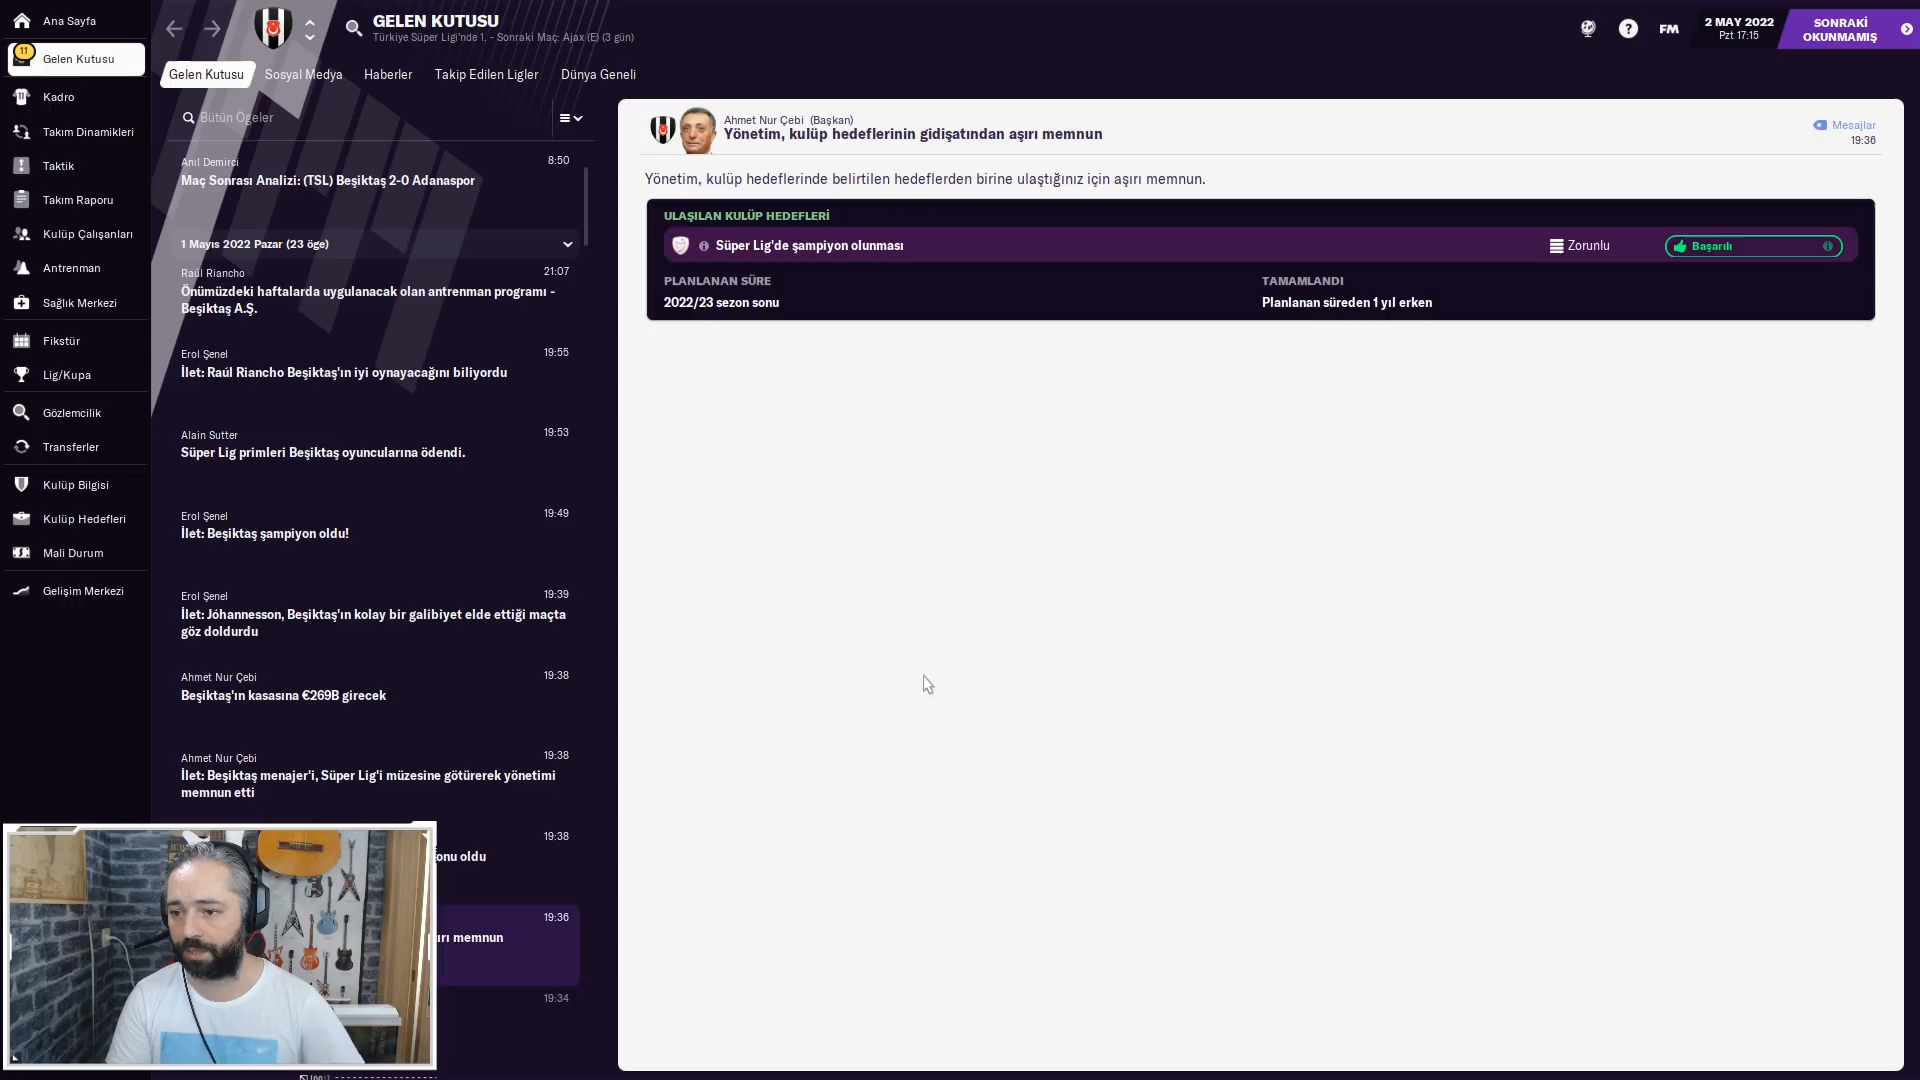 Ana Sayfa
11
Gelen Kutusu
Kadro
Takım Dinamikleri
Taktik
Takım Raporu
Kulüp Çalışanları
Antrenman
Sağlık Merkezi
Fikstür
Lig/Kupa
Gözlemcilik
Transferler
Kulüp Bilgisi
Kulüp Hedefleri
Mali Durum
Gelişim Merkezi
GELEN KUTUSU
Türkiye Süper Ligi'nde 1. - Sonraki Maç: Ajax (E) (3 gün)
FM
2 MAY 2022
Pzt 17:15
SONRAKİ
OKUNMAMIŞ
Gelen Kutusu
Sosyal Medya
Haberler
Takip Edilen Ligler
Dünya Geneli
Bütün Ögeler
Anıl Demirci
8:50
Maç Sonrası Analizi: (TSL) Beşiktaş 2-0 Adanaspor
1 Mayıs 2022 Pazar (23 öge)
Raúl Riancho
21:07
Önümüzdeki haftalarda uygulanacak olan antrenman programı -
Beşiktaş A.Ş.
Erol Şenel
19:55
İlet: Raúl Riancho Beşiktaş'ın iyi oynayacağını biliyordu
Alain Sutter
19:53
Süper Lig primleri Beşiktaş oyuncularına ödendi.
Erol Şenel
19:49
İlet: Beşiktaş şampiyon oldu!
Erol Şenel
19:39
İlet: Jóhannesson, Beşiktaş'ın kolay bir galibiyet elde ettiği maçta
göz doldurdu
Ahmet Nur Çebi
19:38
Beşiktaş'ın kasasına €269B girecek
Ahmet Nur Çebi
19:38
İlet: Beşiktaş menajer'i, Süper Lig'i müzesine götürerek yönetimi
memnun etti
19:38
onu oldu
19:36
ırı memnun
19:34
Ahmet Nur Çebi (Başkan)
Yönetim, kulüp hedeflerinin gidişatından aşırı memnun
Mesajlar
19:36
Yönetim, kulüp hedeflerinde belirtilen hedeflerden birine ulaştığınız için aşırı memnun.
ULAŞILAN KULÜP HEDEFLERİ
Süper Lig'de şampiyon olunması
Zorunlu
Başarılı
PLANLANAN SÜRE
TAMAMLANDI
2022/23 sezon sonu
Planlanan süreden 1 yıl erken